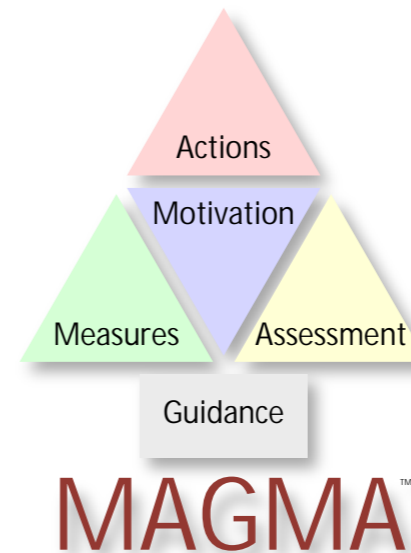 Actions
Motivation
Measures
Assessment
Guidance
MAGMA™